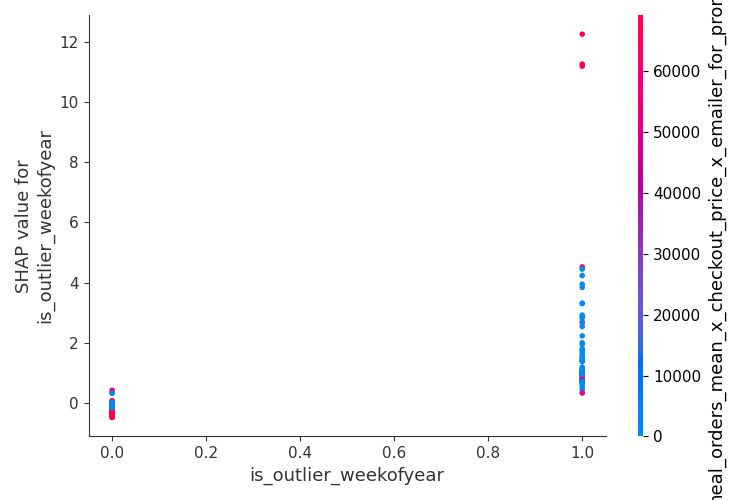 12
10
8
6
4
2
0
SHAP value for
is_outlier_weekofyear
0.0 0.2 0.4 0.6 0.8 1.0
is_outlier_weekofyear
60000
50000
40000
30000
20000
10000
0
orders_mean_x_checkout_price_x_emailer_for